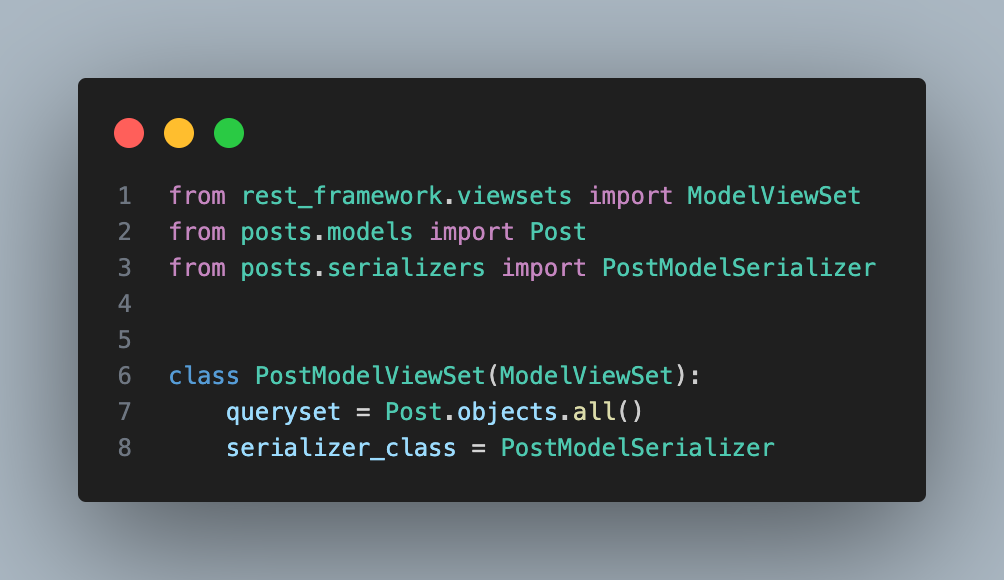 1 from rest_framework.viewsets import ModelViewSet
2 from posts.models import Post
3 from posts.serializers import PostModelSerializer
4
5
6 class PostModelViewSet(ModelViewSet):
7     queryset = Post.objects.all()
8     serializer_class = PostModelSerializer